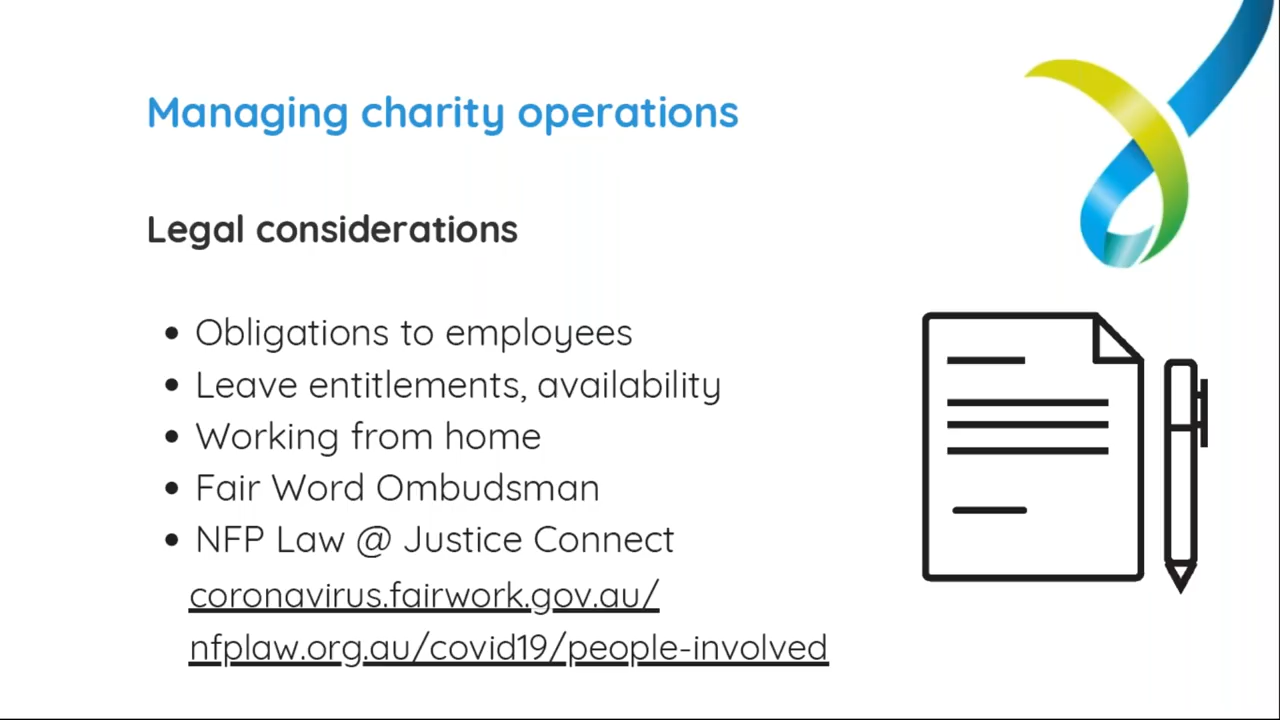 Managing charity operations
Legal considerations
• Obligations to employees
• Leave entitlements, availability
• Working from home
• Fair Word Ombudsman
• NFP Law @ Justice Connect
coronavirus.fairwork.gov.au/
nfplaw.org.au/covid19/people-involved